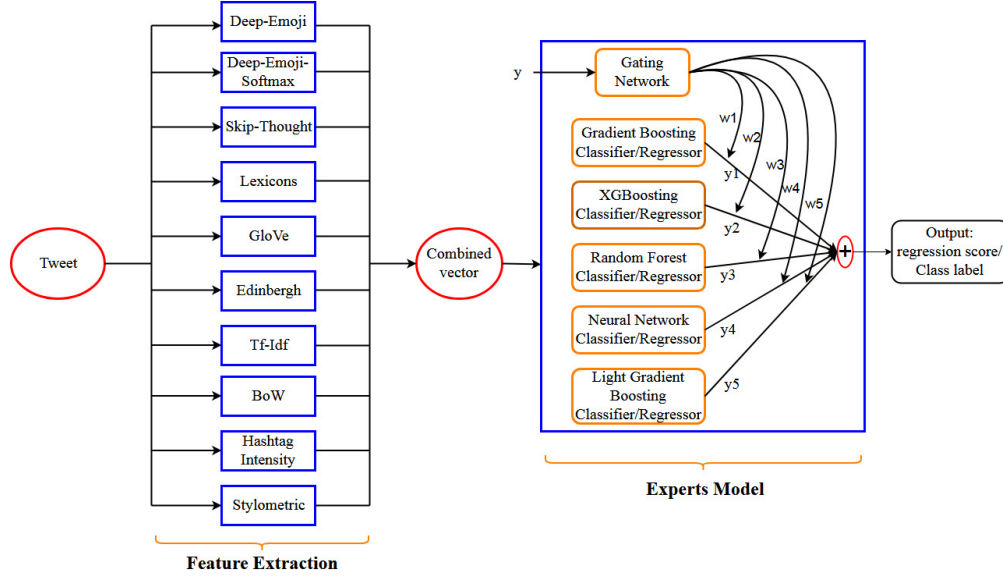 Tweet
Deep-Emoji
Deep-Emoji-
Softmax
Skip-Thought
Lexicons
GloVe
Edinbergh
Tf-Idf
BoW
Hashtag
Intensity
Stylometric
Feature Extraction
Combined
vector
y
Gating
Network
Gradient Boosting
Classifier/Regressor
XGBoosting
Classifier/Regressor
Random Forest
Classifier/Regressor
Neural Network
Classifier/Regressor
Light Gradient
Boosting
Classifier/Regressor
w1
w2
w3
w4
w5
y1
y2
y3
y4
y5
+
Experts Model
Output:
regression score/
Class label